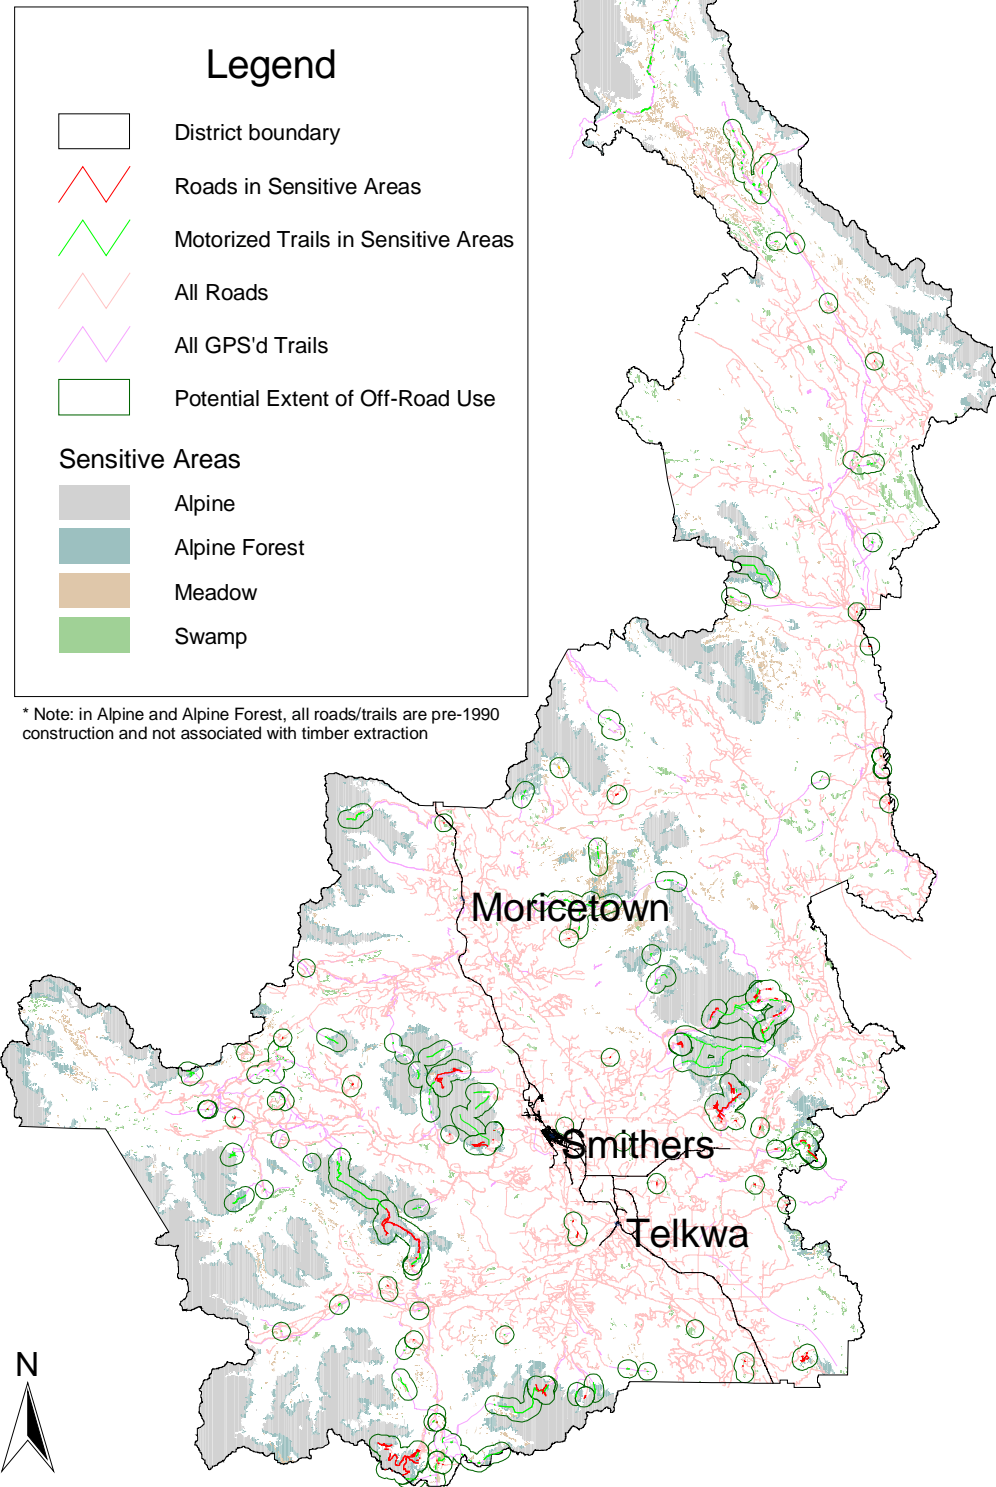 Legend
District boundary
Roads in Sensitive Areas
Motorized Trails in Sensitive Areas
All Roads
All GPS'd Trails
Potential Extent of Off-Road Use
Sensitive Areas
Alpine
Alpine Forest
Meadow
Swamp
* Note: in Alpine and Alpine Forest, all roads/trails are pre-1990
construction and not associated with timber extraction
Moricetown
Smithers
Telkwa
N